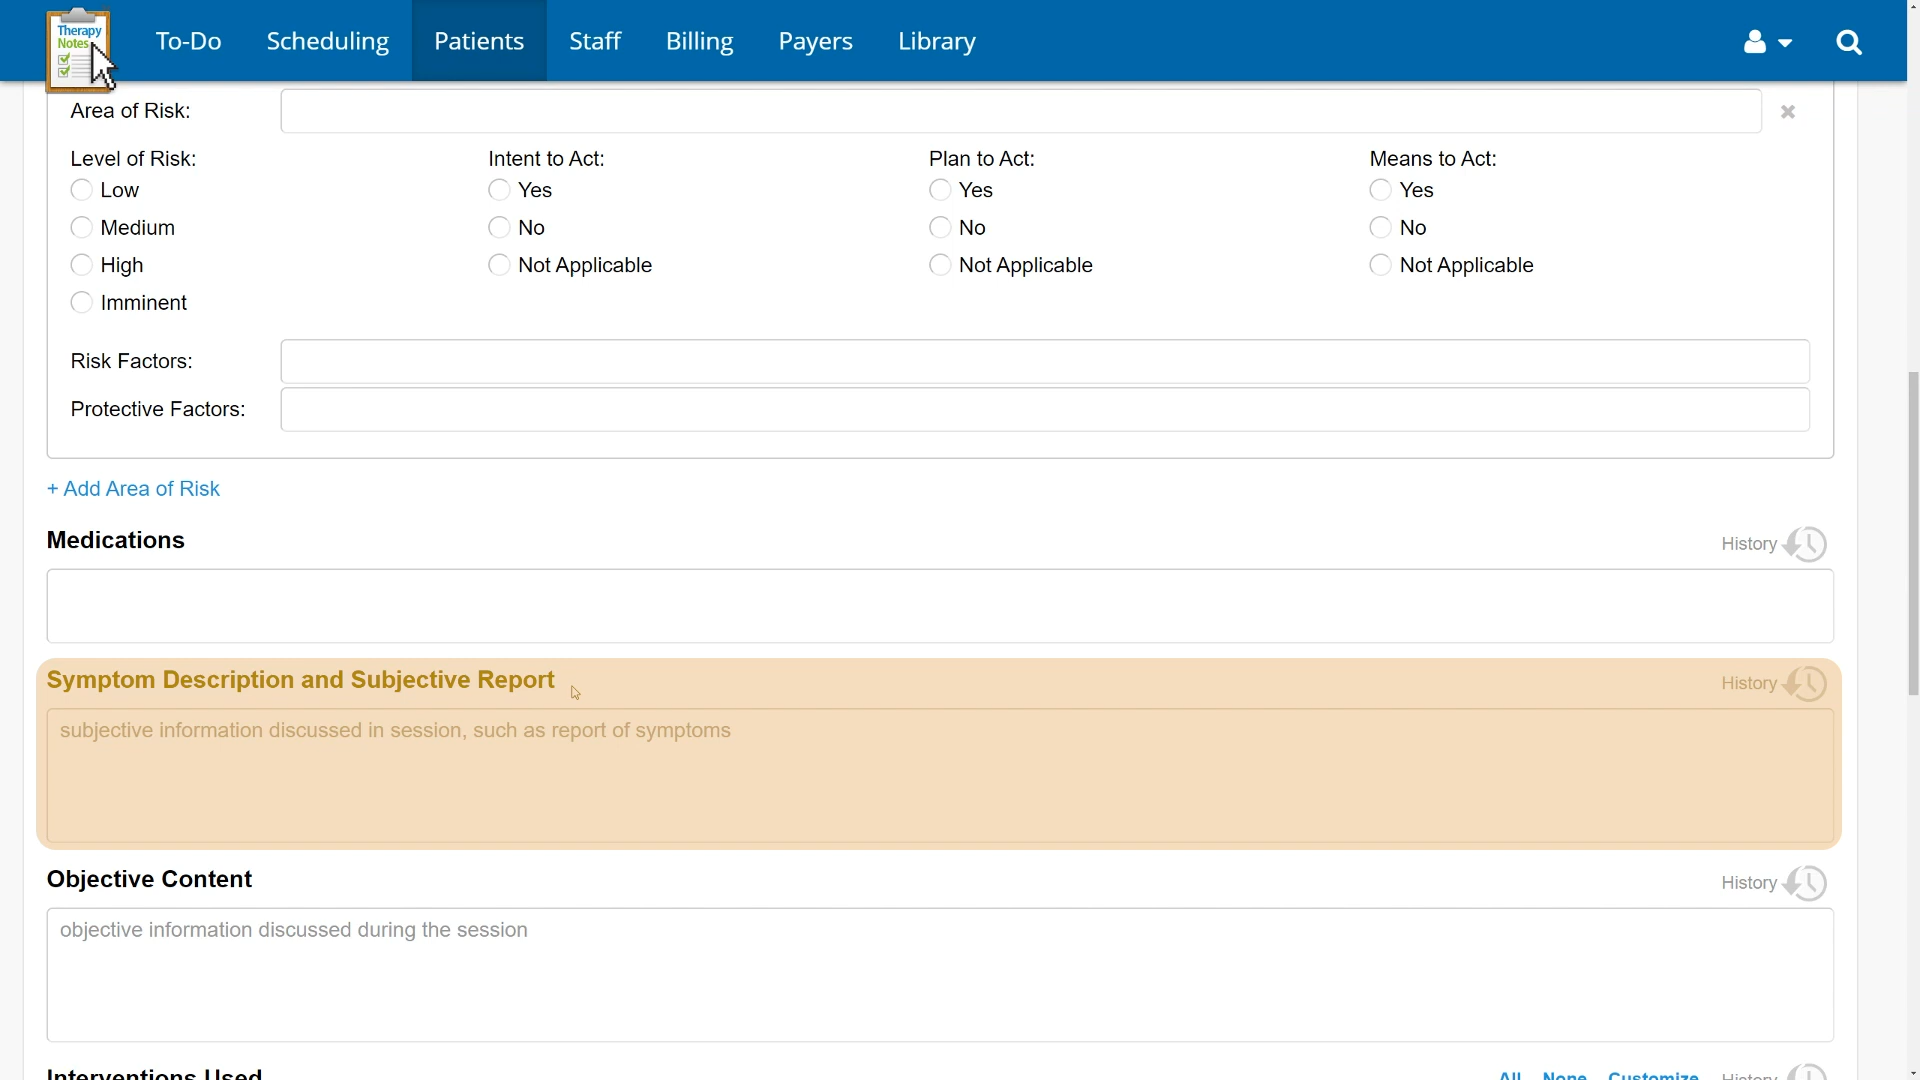 Therapy
Notes
To-Do Scheduling Patients Staff Billing Payers Library
Area of Risk:
Level of Risk: Intent to Act: Plan to Act: Means to Act:
Low Yes Yes Yes
Medium No No No
High Not Applicable Not Applicable Not Applicable
Imminent
Risk Factors:
Protective Factors:
+ Add Area of Risk
Medications History
Symptom Description and Subjective Report History
subjective information discussed in session, such as report of symptoms
Objective Content History
objective information discussed during the session
Interventions Used All None Customize History